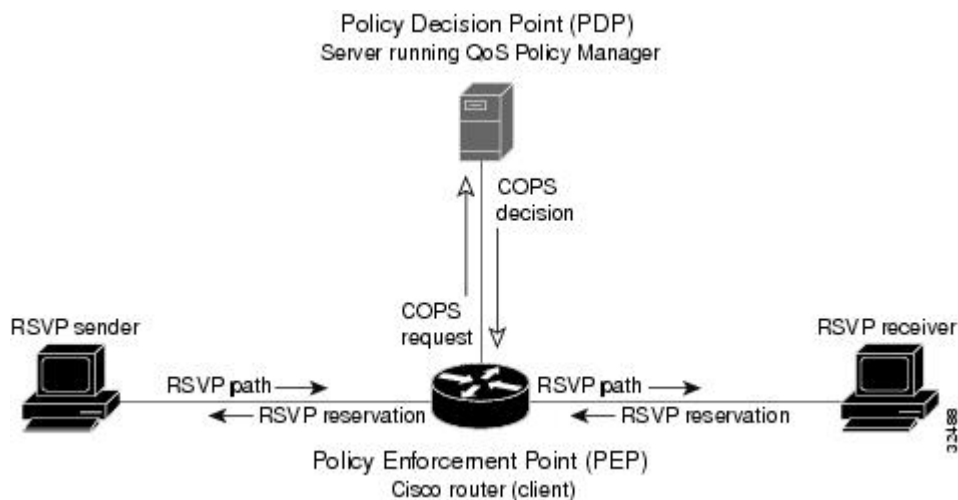 Policy Decision Point (PDP)
Server running QoS Policy Manager
COPS
decision
COPS
request
RSVP sender
RSVP receiver
RSVP path
RSVP path
RSVP reservation
RSVP reservation
32488
Policy Enforcement Point (PEP)
Cisco router (client)